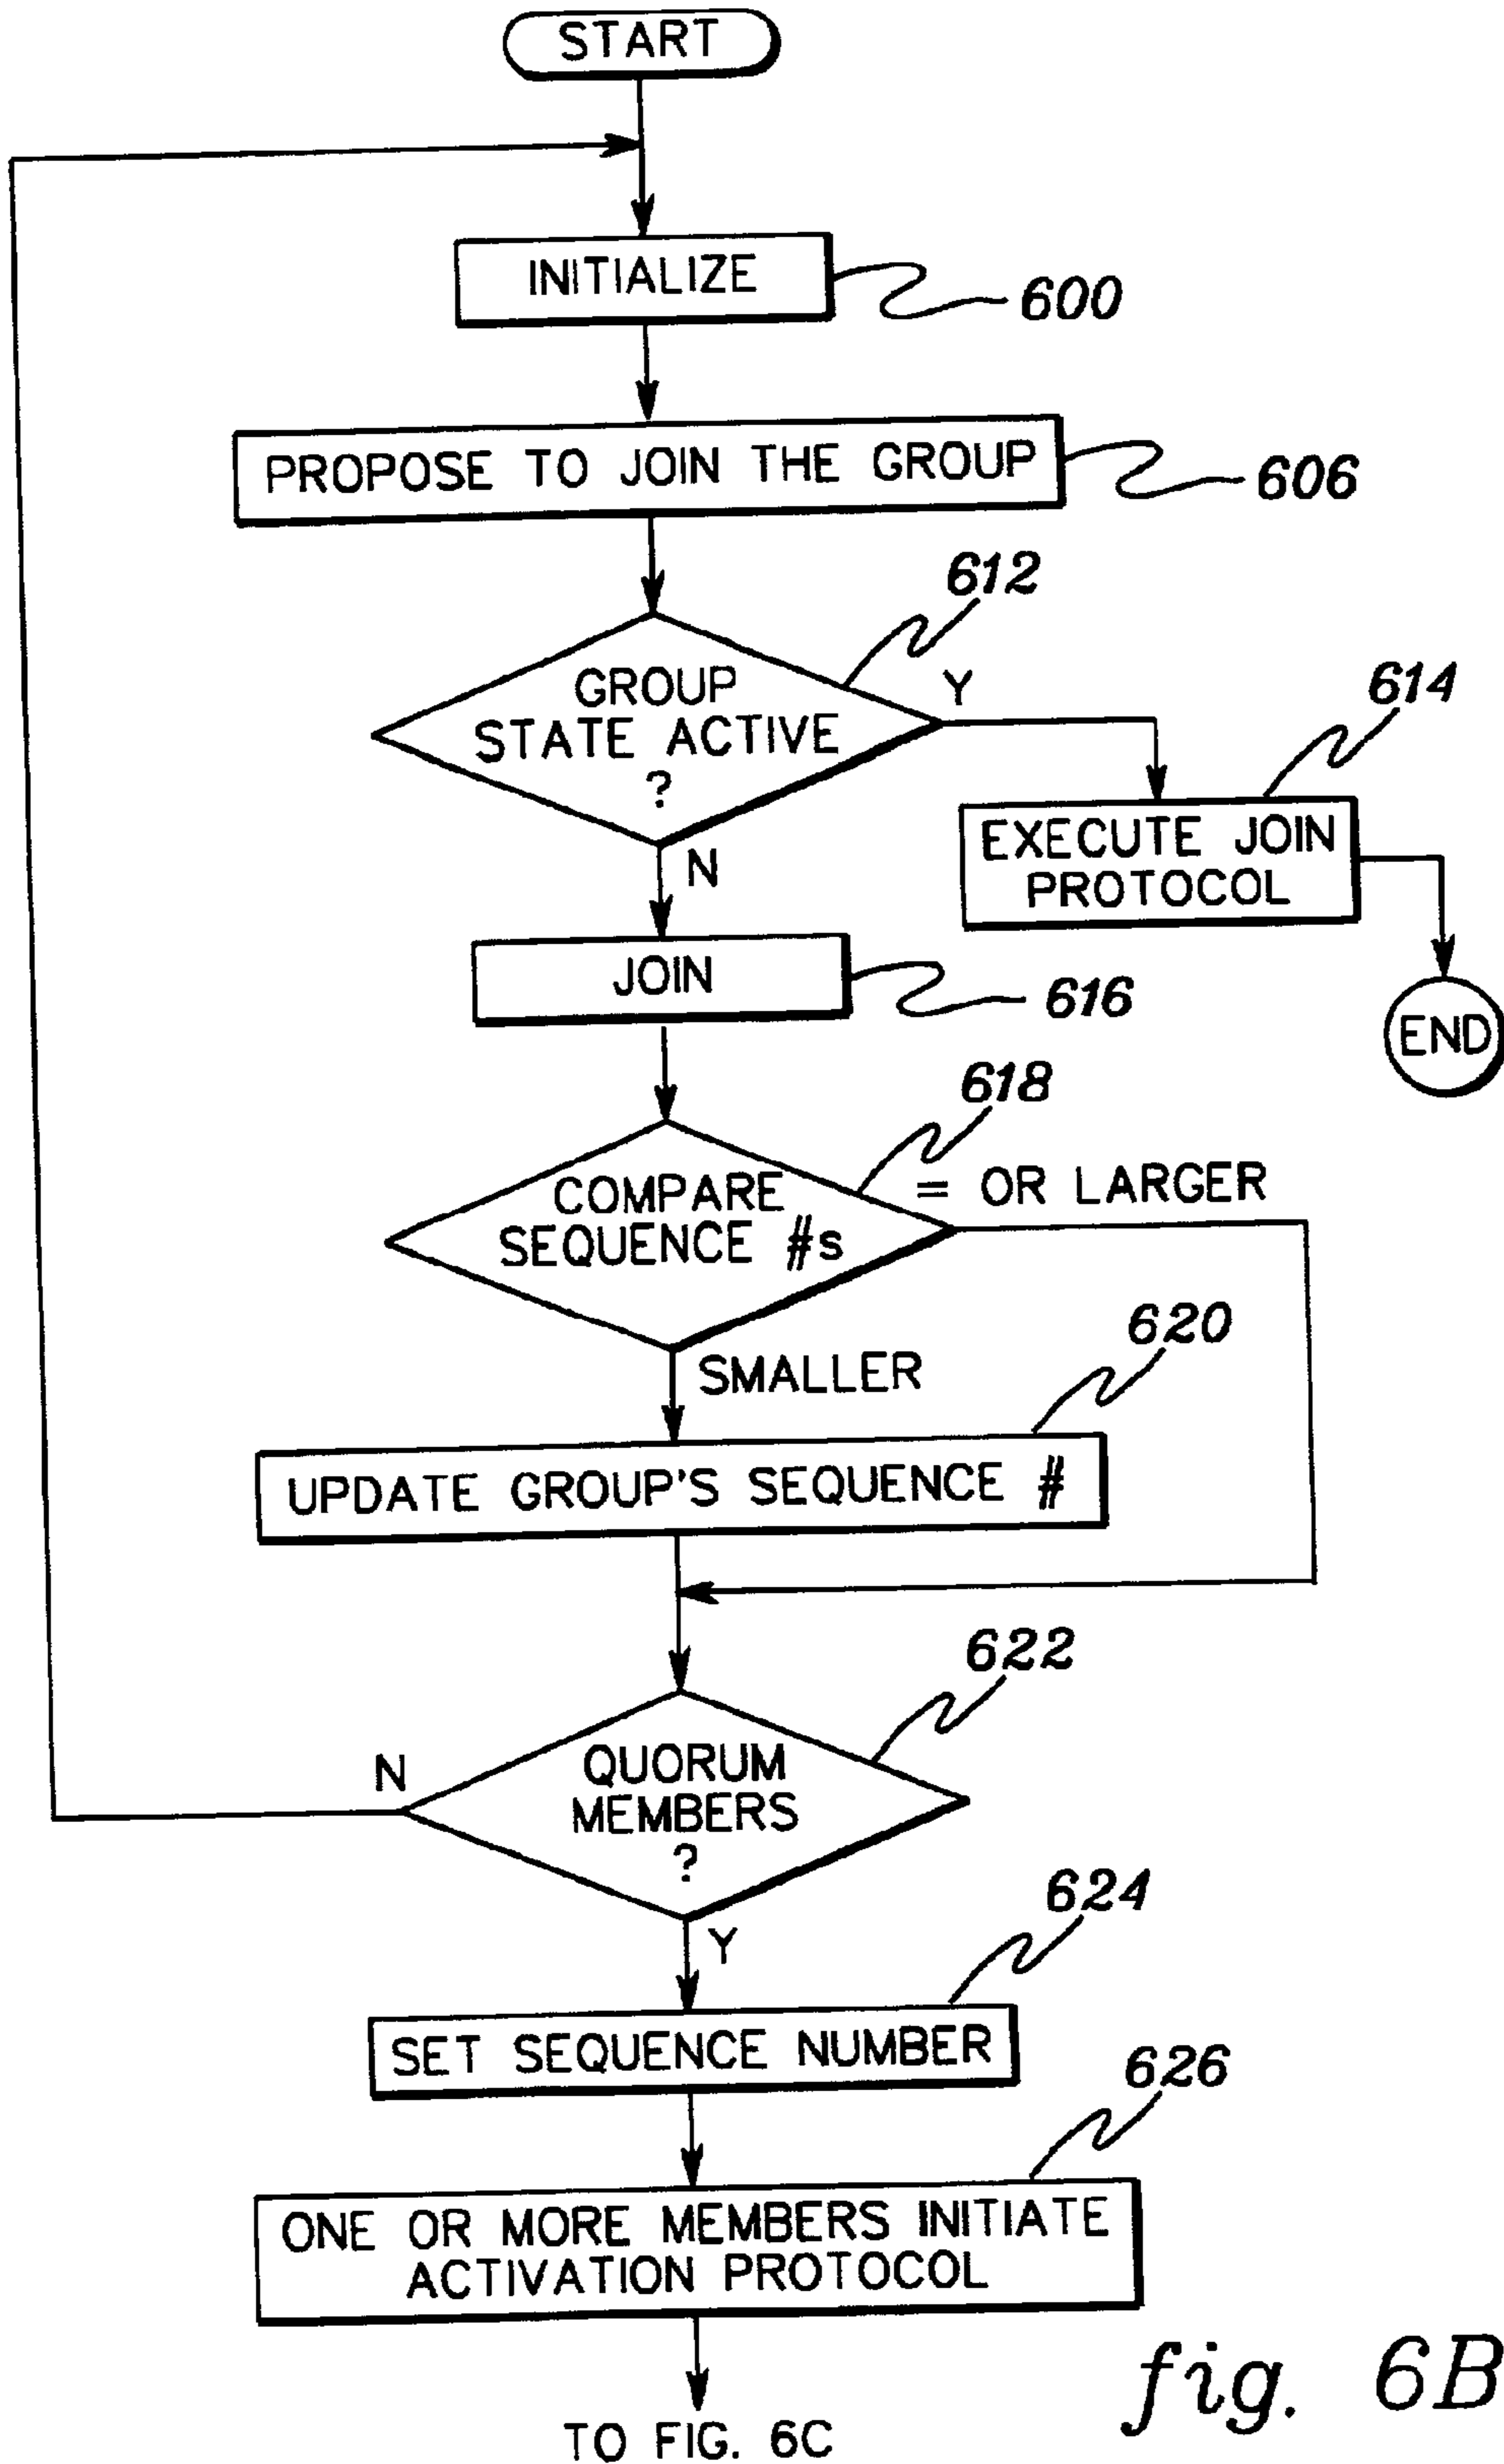 START
INITIALIZE
600
PROPOSE TO JOIN THE GROUP
606
612
GROUP
STATE ACTIVE
?
Y
N
614
EXECUTE JOIN
PROTOCOL
END
JOIN
616
618
COMPARE
SEQUENCE #s
= OR LARGER
SMALLER
620
UPDATE GROUP'S SEQUENCE #
622
QUORUM
MEMBERS
?
N
Y
624
SET SEQUENCE NUMBER
626
ONE OR MORE MEMBERS INITIATE
ACTIVATION PROTOCOL
TO FIG. 6C
fig. 6B